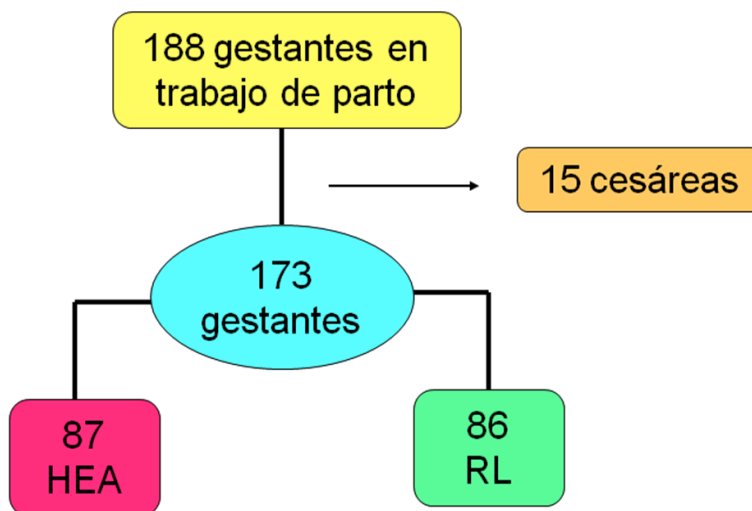 188 gestantes en
trabajo de parto
15 cesáreas
173
gestantes
87
HEA
86
RL